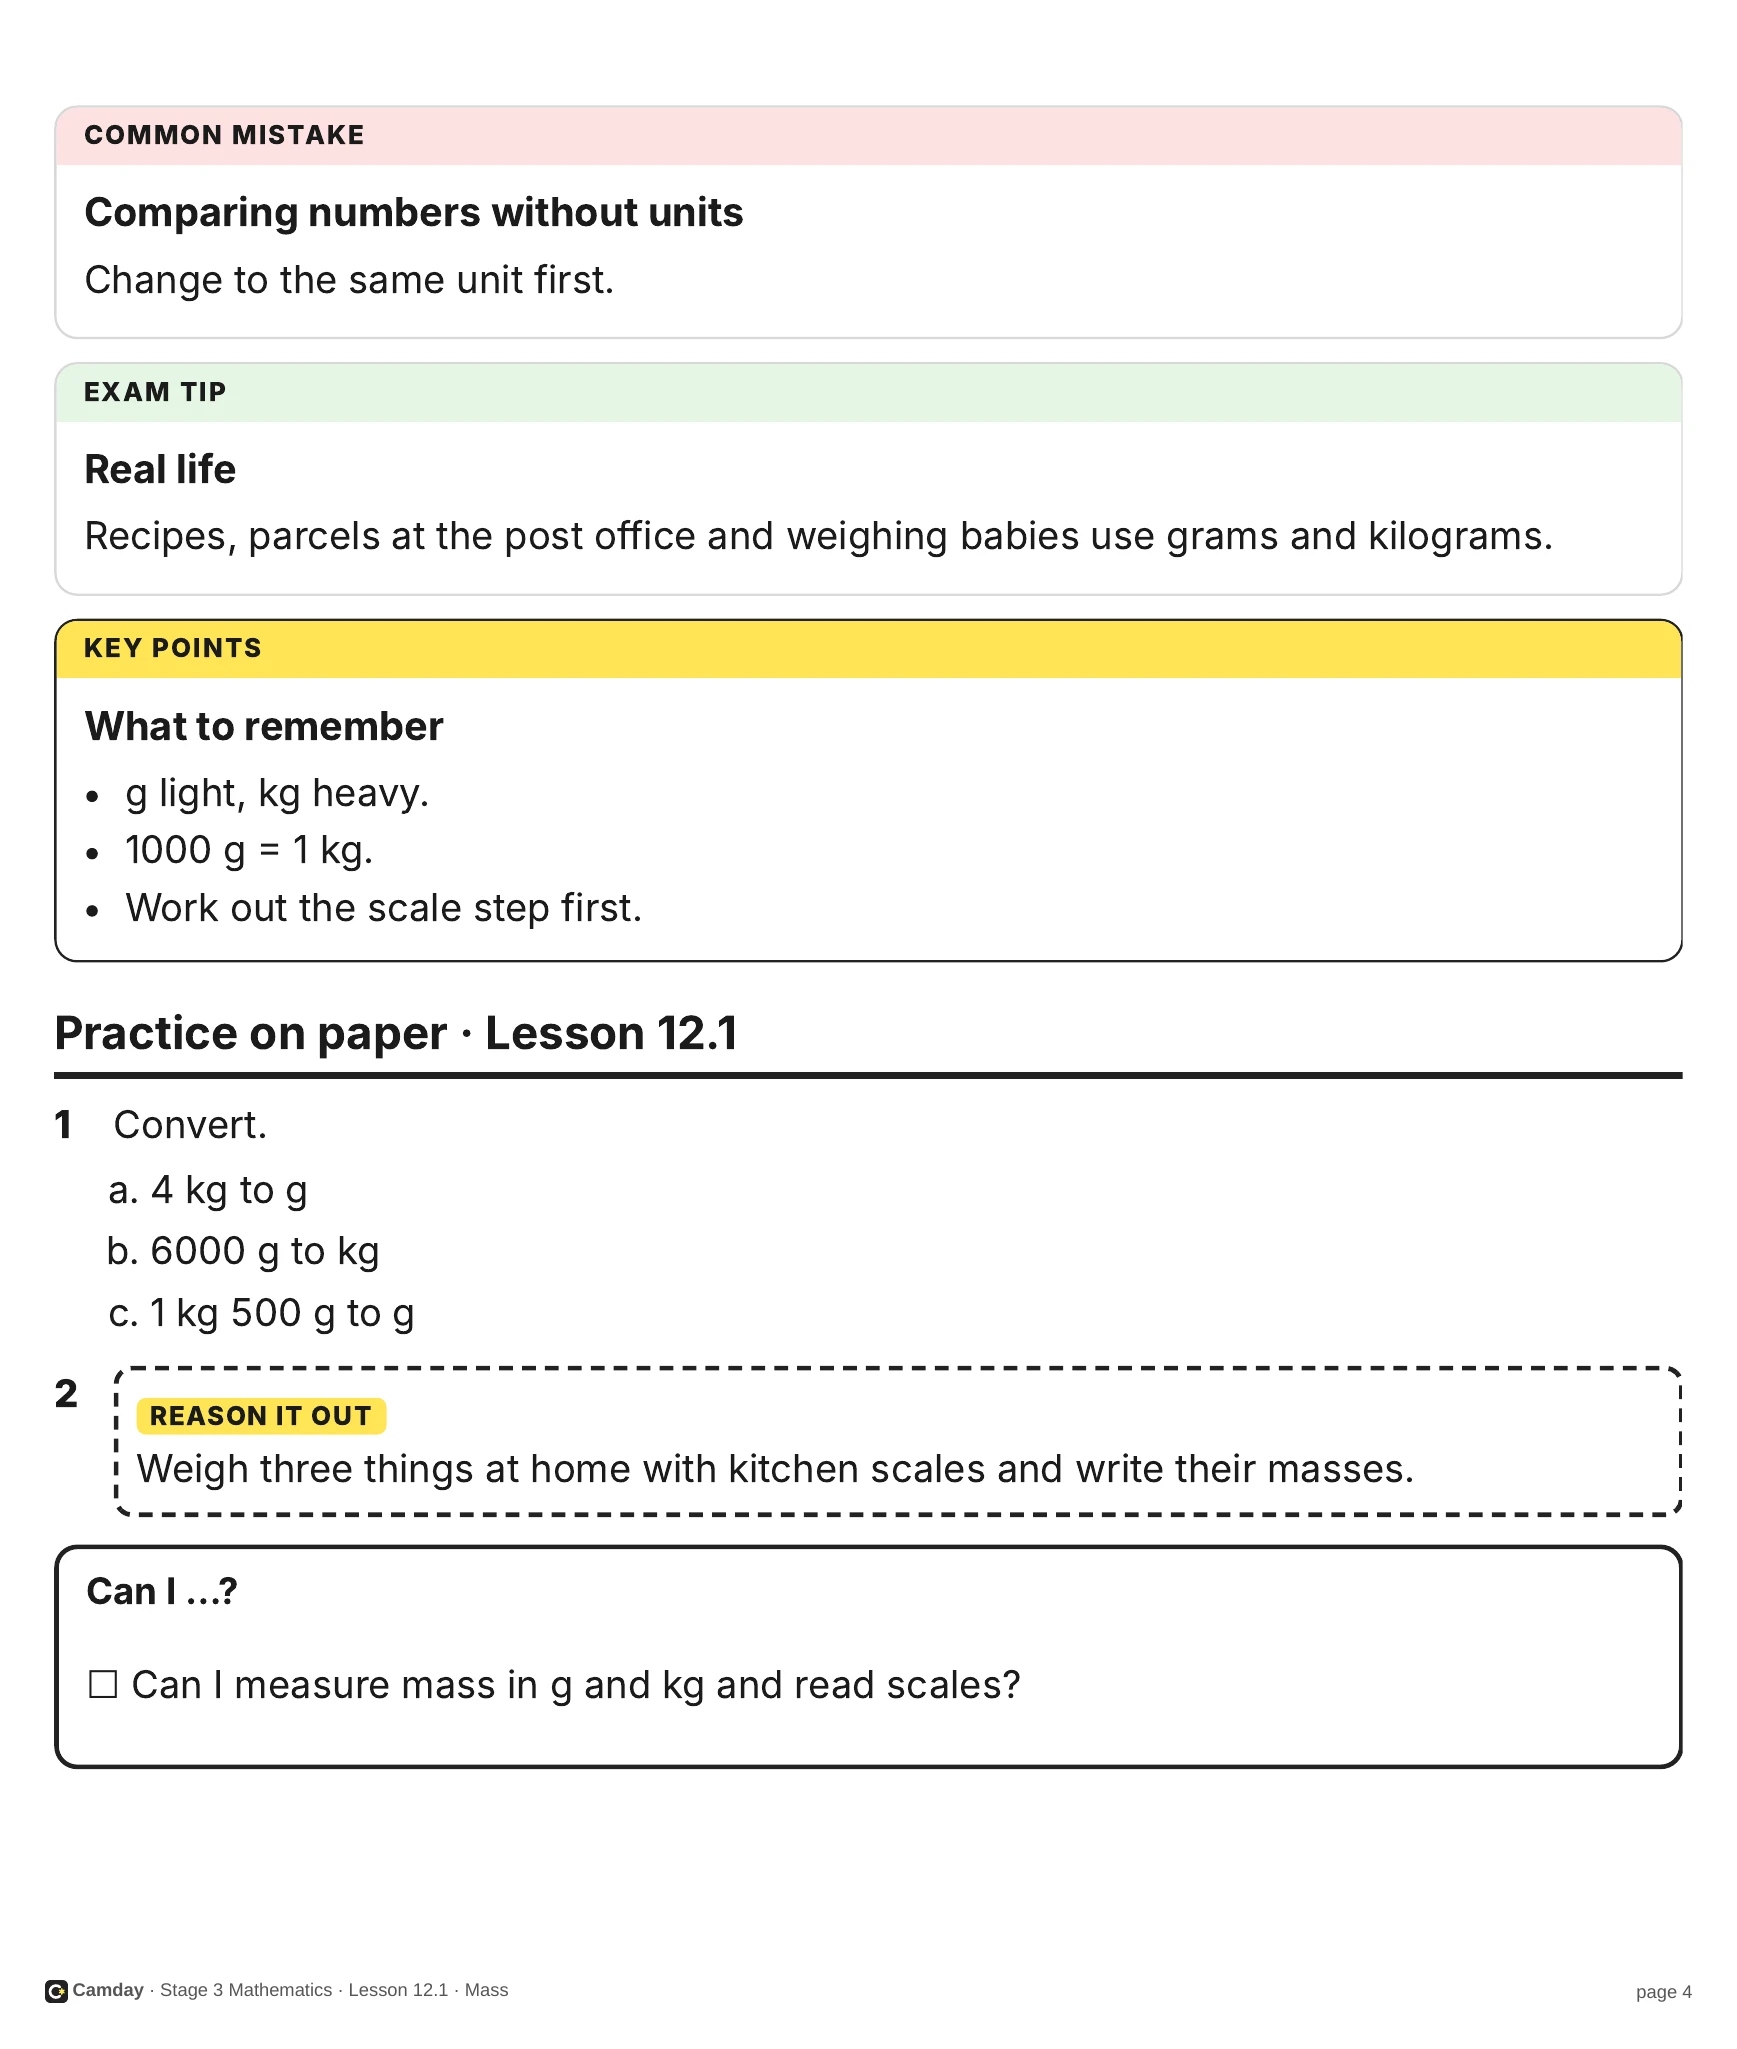 COMMON MISTAKE
Comparing numbers without units
Change to the same unit first.
EXAM TIP
Real life
Recipes, parcels at the post office and weighing babies use grams and kilograms.
KEY POINTS
What to remember
• g light, kg heavy.
• 1000 g = 1 kg.
• Work out the scale step first.
Practice on paper · Lesson 12.1
1 Convert.
a. 4 kg to g
b. 6000 g to kg
c. 1 kg 500 g to g
2
REASON IT OUT
Weigh three things at home with kitchen scales and write their masses.
Can I ...?
☐ Can I measure mass in g and kg and read scales?
Camday · Stage 3 Mathematics · Lesson 12.1 · Mass
page 4